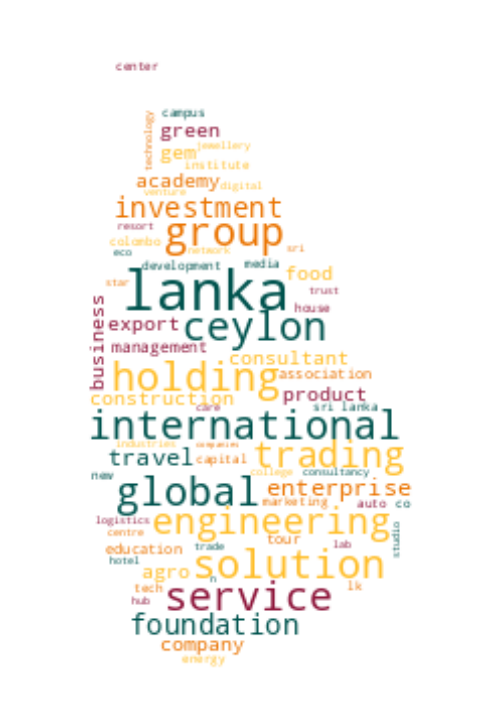 center
technology
campus
green
gem jewellery
institute
academy digital
venture
investment
resort
group
colombo network sri
eco
development media
food
star
lanka
trust
house
business
export ceylon
management
consultant
holding association
product
construction
care sri lanka
international
industries companies
travel trading
capital
new college consultancy
global enterprise
marketing auto co
logistics engineering
centre tour studio
education trade lab
hotel
solution
agro
n
tech lk
hub service
foundation
company
energy